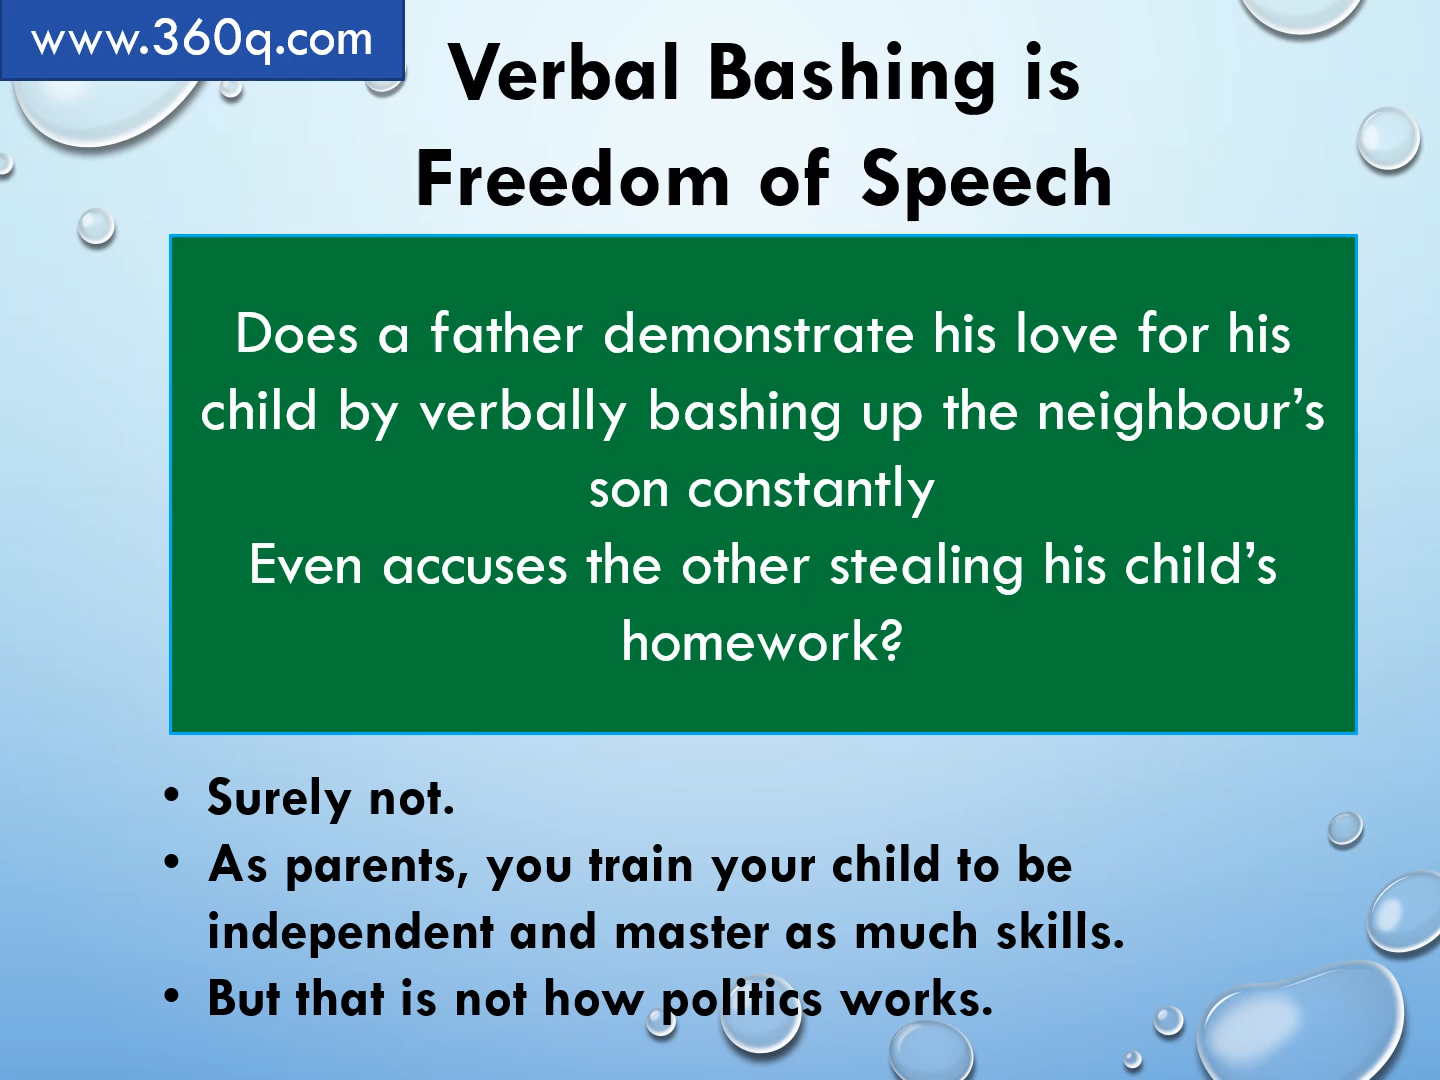 www.360q.com
Verbal Bashing is
Freedom of Speech
Does a father demonstrate his love for his
child by verbally bashing up the neighbour’s
son constantly
Even accuses the other stealing his child’s
homework?
• Surely not.
• As parents, you train your child to be
independent and master as much skills.
• But that is not how politics works.